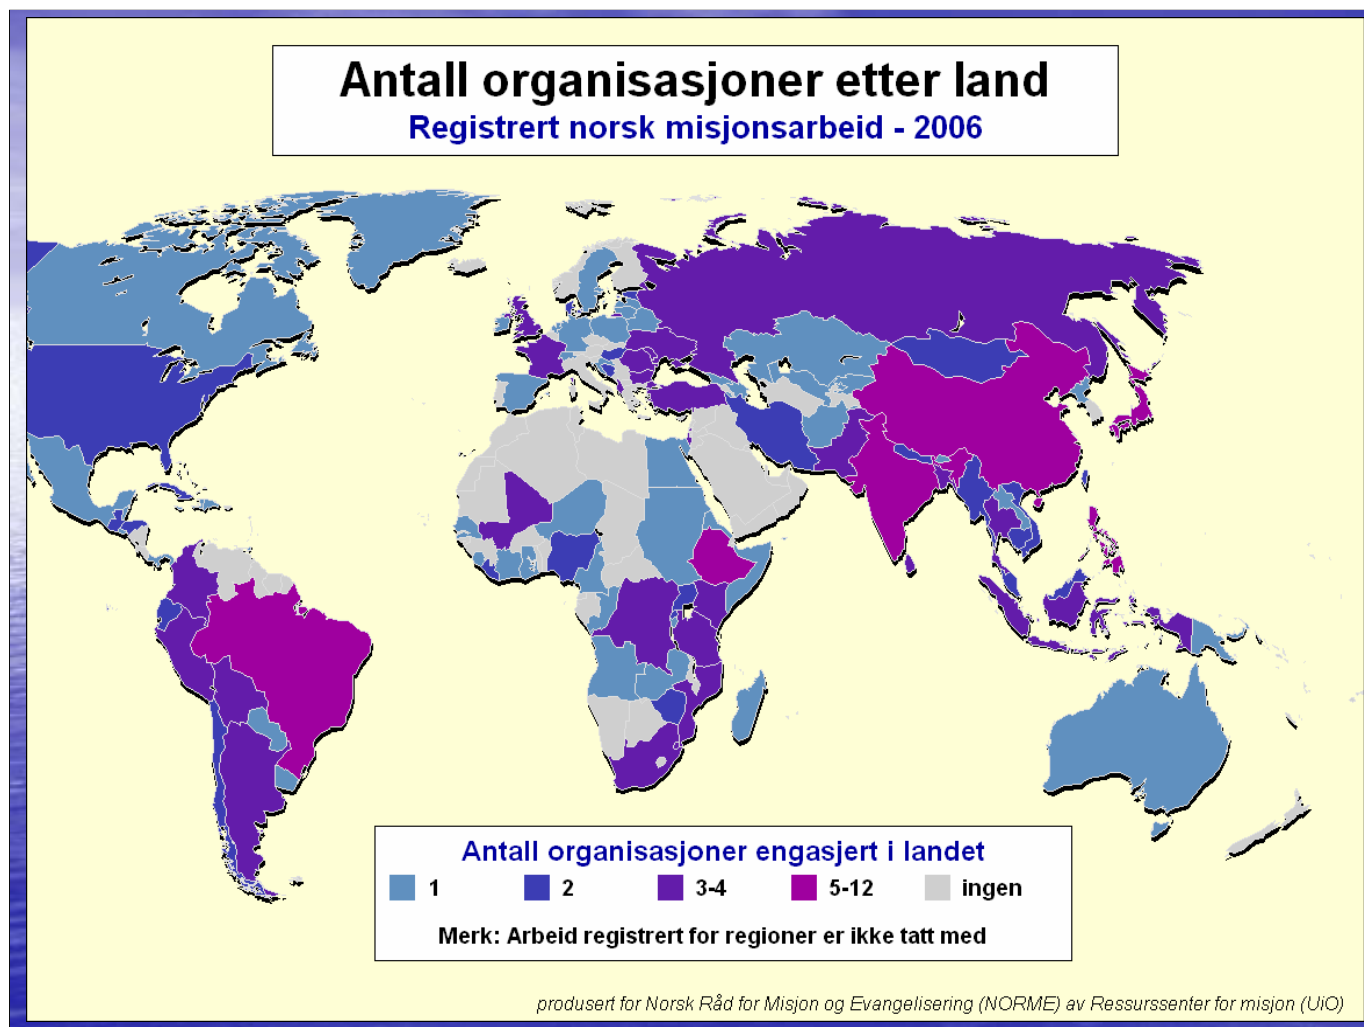 Antall organisasjoner etter land
Registrert norsk misjonsarbeid - 2006
Antall organisasjoner engasjert i landet
1 2 3-4 5-12 ingen
Merk: Arbeid registrert for regioner er ikke tatt med
produsert for Norsk Råd for Misjon og Evangelisering (NORME) av Ressurssenter for misjon (UiO)